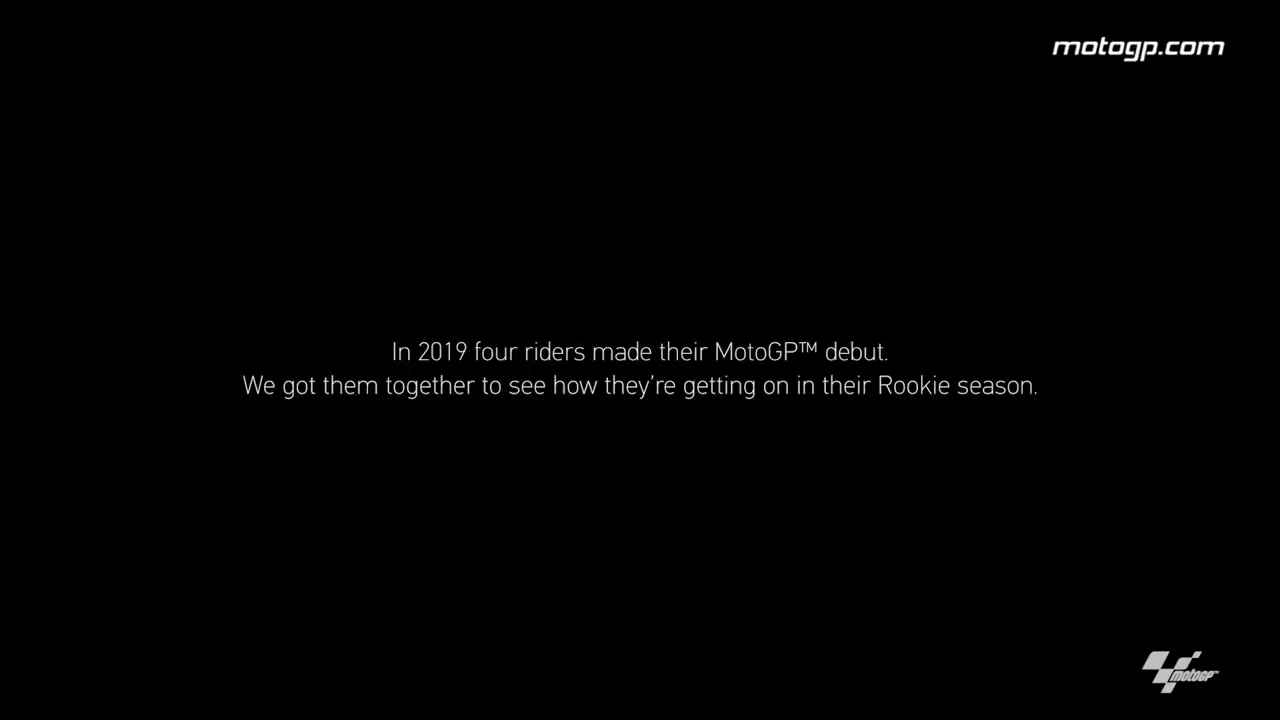 motogp.com
In 2019 four riders made their MotoGP™ debut.
We got them together to see how they're getting on in their Rookie season.
motoGP™